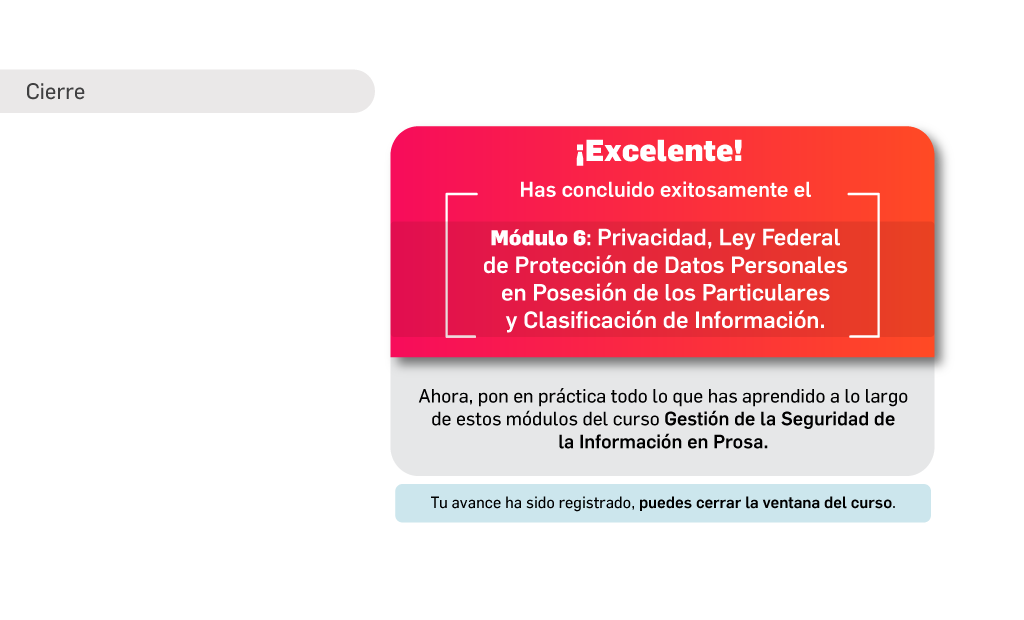 Cierre
¡Excelente!
Has concluido exitosamente el
Módulo 6: Privacidad, Ley Federal
de Protección de Datos Personales
en Posesión de los Particulares
y Clasificación de Información.
Ahora, pon en práctica todo lo que has aprendido a lo largo
de estos módulos del curso Gestión de la Seguridad de
la Información en Prosa.
Tu avance ha sido registrado, puedes cerrar la ventana del curso.